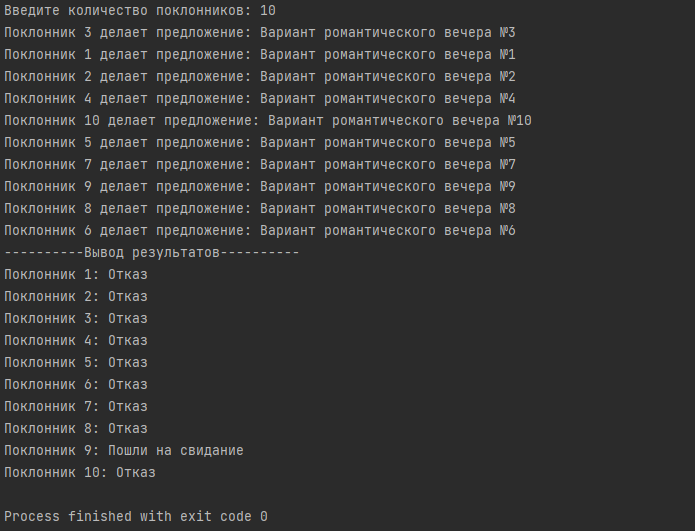 Введите количество поклонников: 10
Поклонник 3 делает предложение: Вариант романтического вечера №3
Поклонник 1 делает предложение: Вариант романтического вечера №1
Поклонник 2 делает предложение: Вариант романтического вечера №2
Поклонник 4 делает предложение: Вариант романтического вечера №4
Поклонник 10 делает предложение: Вариант романтического вечера №10
Поклонник 5 делает предложение: Вариант романтического вечера №5
Поклонник 7 делает предложение: Вариант романтического вечера №7
Поклонник 9 делает предложение: Вариант романтического вечера №9
Поклонник 8 делает предложение: Вариант романтического вечера №8
Поклонник 6 делает предложение: Вариант романтического вечера №6
----------Вывод результатов----------
Поклонник 1: Отказ
Поклонник 2: Отказ
Поклонник 3: Отказ
Поклонник 4: Отказ
Поклонник 5: Отказ
Поклонник 6: Отказ
Поклонник 7: Отказ
Поклонник 8: Отказ
Поклонник 9: Пошли на свидание
Поклонник 10: Отказ
Process finished with exit code 0